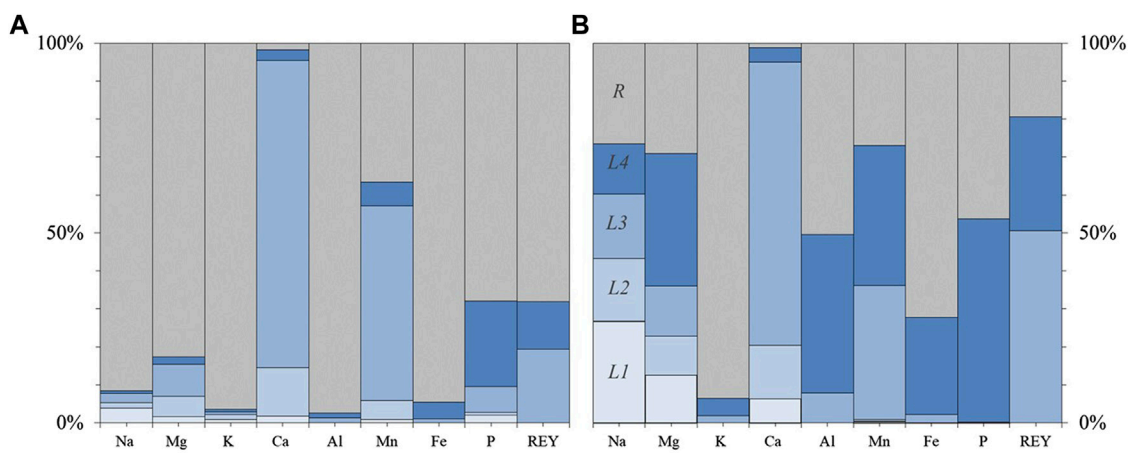 A B
100% 100%
R
L4
50% L3 50%
L2
L1
0% 0%
Na Mg K Ca Al Mn Fe P REY Na Mg K Ca Al Mn Fe P REY